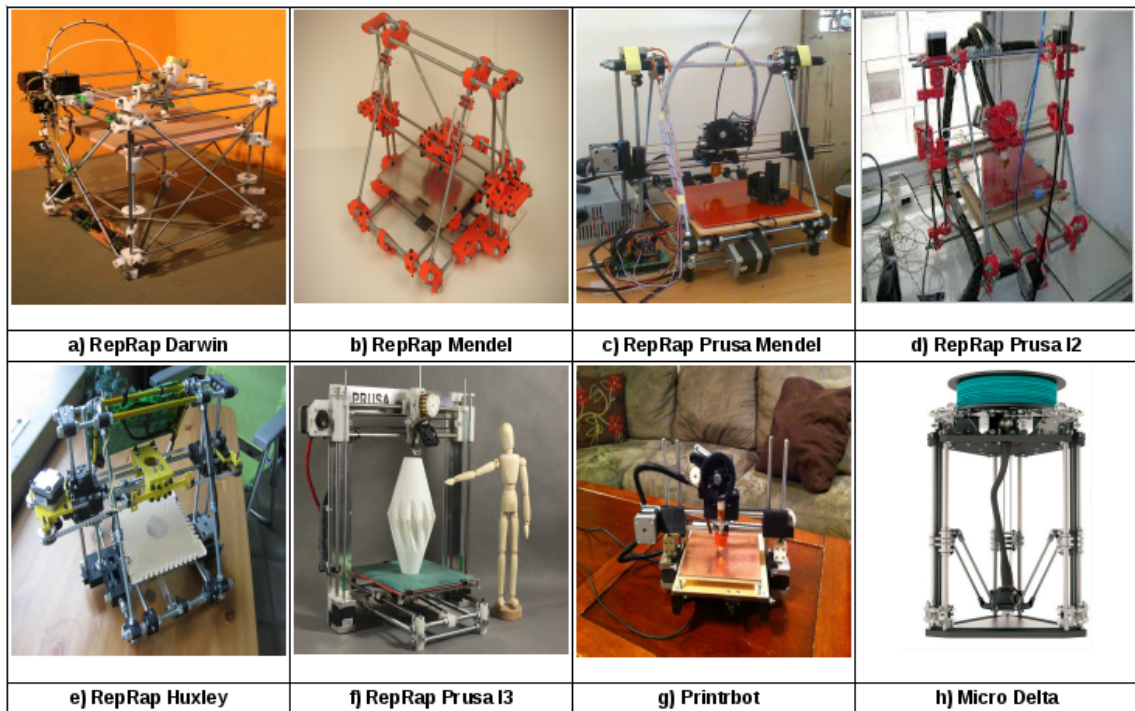 a) RepRap Darwin
b) RepRap Mendel
c) RepRap Prusa Mendel
d) RepRap Prusa I2
PRUSA
e) RepRap Huxley
f) RepRap Prusa I3
g) Printrbot
h) Micro Delta